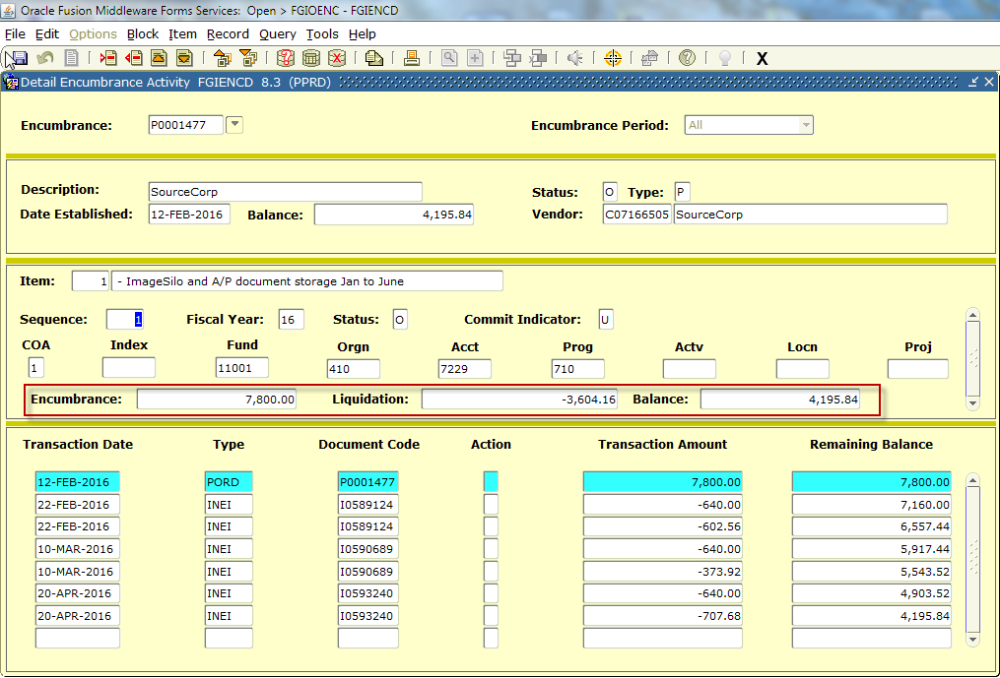 Oracle Fusion Middleware Forms Services: Open > FGIOENC - FGIENCD
File Edit Options Block Item Record Query Tools Help
X
Detail Encumbrance Activity FGIENCD 8.3 (PPRD)
Encumbrance: P0001477 Encumbrance Period: All
Description: SourceCorp Status: O Type: P
Date Established: 12-FEB-2016 Balance: 4,195.84 Vendor: C07166505 SourceCorp
Item: 1 - ImageSilo and A/P document storage Jan to June
Sequence: 1 Fiscal Year: 16 Status: O Commit Indicator: U
COA Index Fund Orgn Acct Prog Actv Locn Proj
1 11001 410 7229 710
Encumbrance: 7,800.00 Liquidation: -3,604.16 Balance: 4,195.84
Transaction Date Type Document Code Action Transaction Amount Remaining Balance
12-FEB-2016 PORD P0001477 7,800.00 7,800.00
22-FEB-2016 INEI I0589124 -640.00 7,160.00
22-FEB-2016 INEI I0589124 -602.56 6,557.44
10-MAR-2016 INEI I0590689 -640.00 5,917.44
10-MAR-2016 INEI I0590689 -373.92 5,543.52
20-APR-2016 INEI I0593240 -640.00 4,903.52
20-APR-2016 INEI I0593240 -707.68 4,195.84